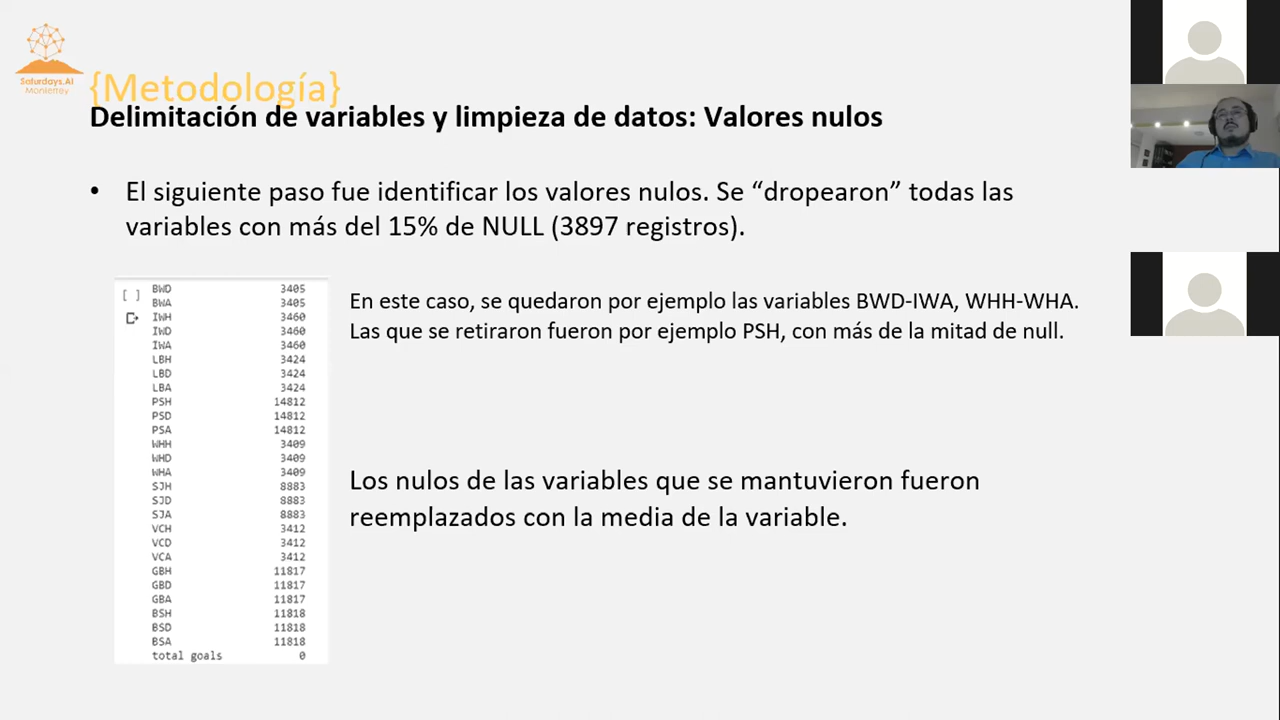 Saturdays.AI
Monterrey
{Metodología}
Delimitación de variables y limpieza de datos: Valores nulos
• El siguiente paso fue identificar los valores nulos. Se “dropearon” todas las
variables con más del 15% de NULL (3897 registros).
[ ]
BWD 3405
BWA 3405
IWH 3460
IWD 3460
IWA 3460
LBH 3424
LBD 3424
LBA 3424
PSH 14812
PSD 14812
PSA 14812
WHH 3409
WHD 3409
WHA 3409
SJH 8883
SJD 8883
SJA 8883
VCH 3412
VCD 3412
VCA 3412
GBH 11817
GBD 11817
GBA 11817
BSH 11818
BSD 11818
BSA 11818
total goals 0
En este caso, se quedaron por ejemplo las variables BWD-IWA, WHH-WHA.
Las que se retiraron fueron por ejemplo PSH, con más de la mitad de null.
Los nulos de las variables que se mantuvieron fueron
reemplazados con la media de la variable.